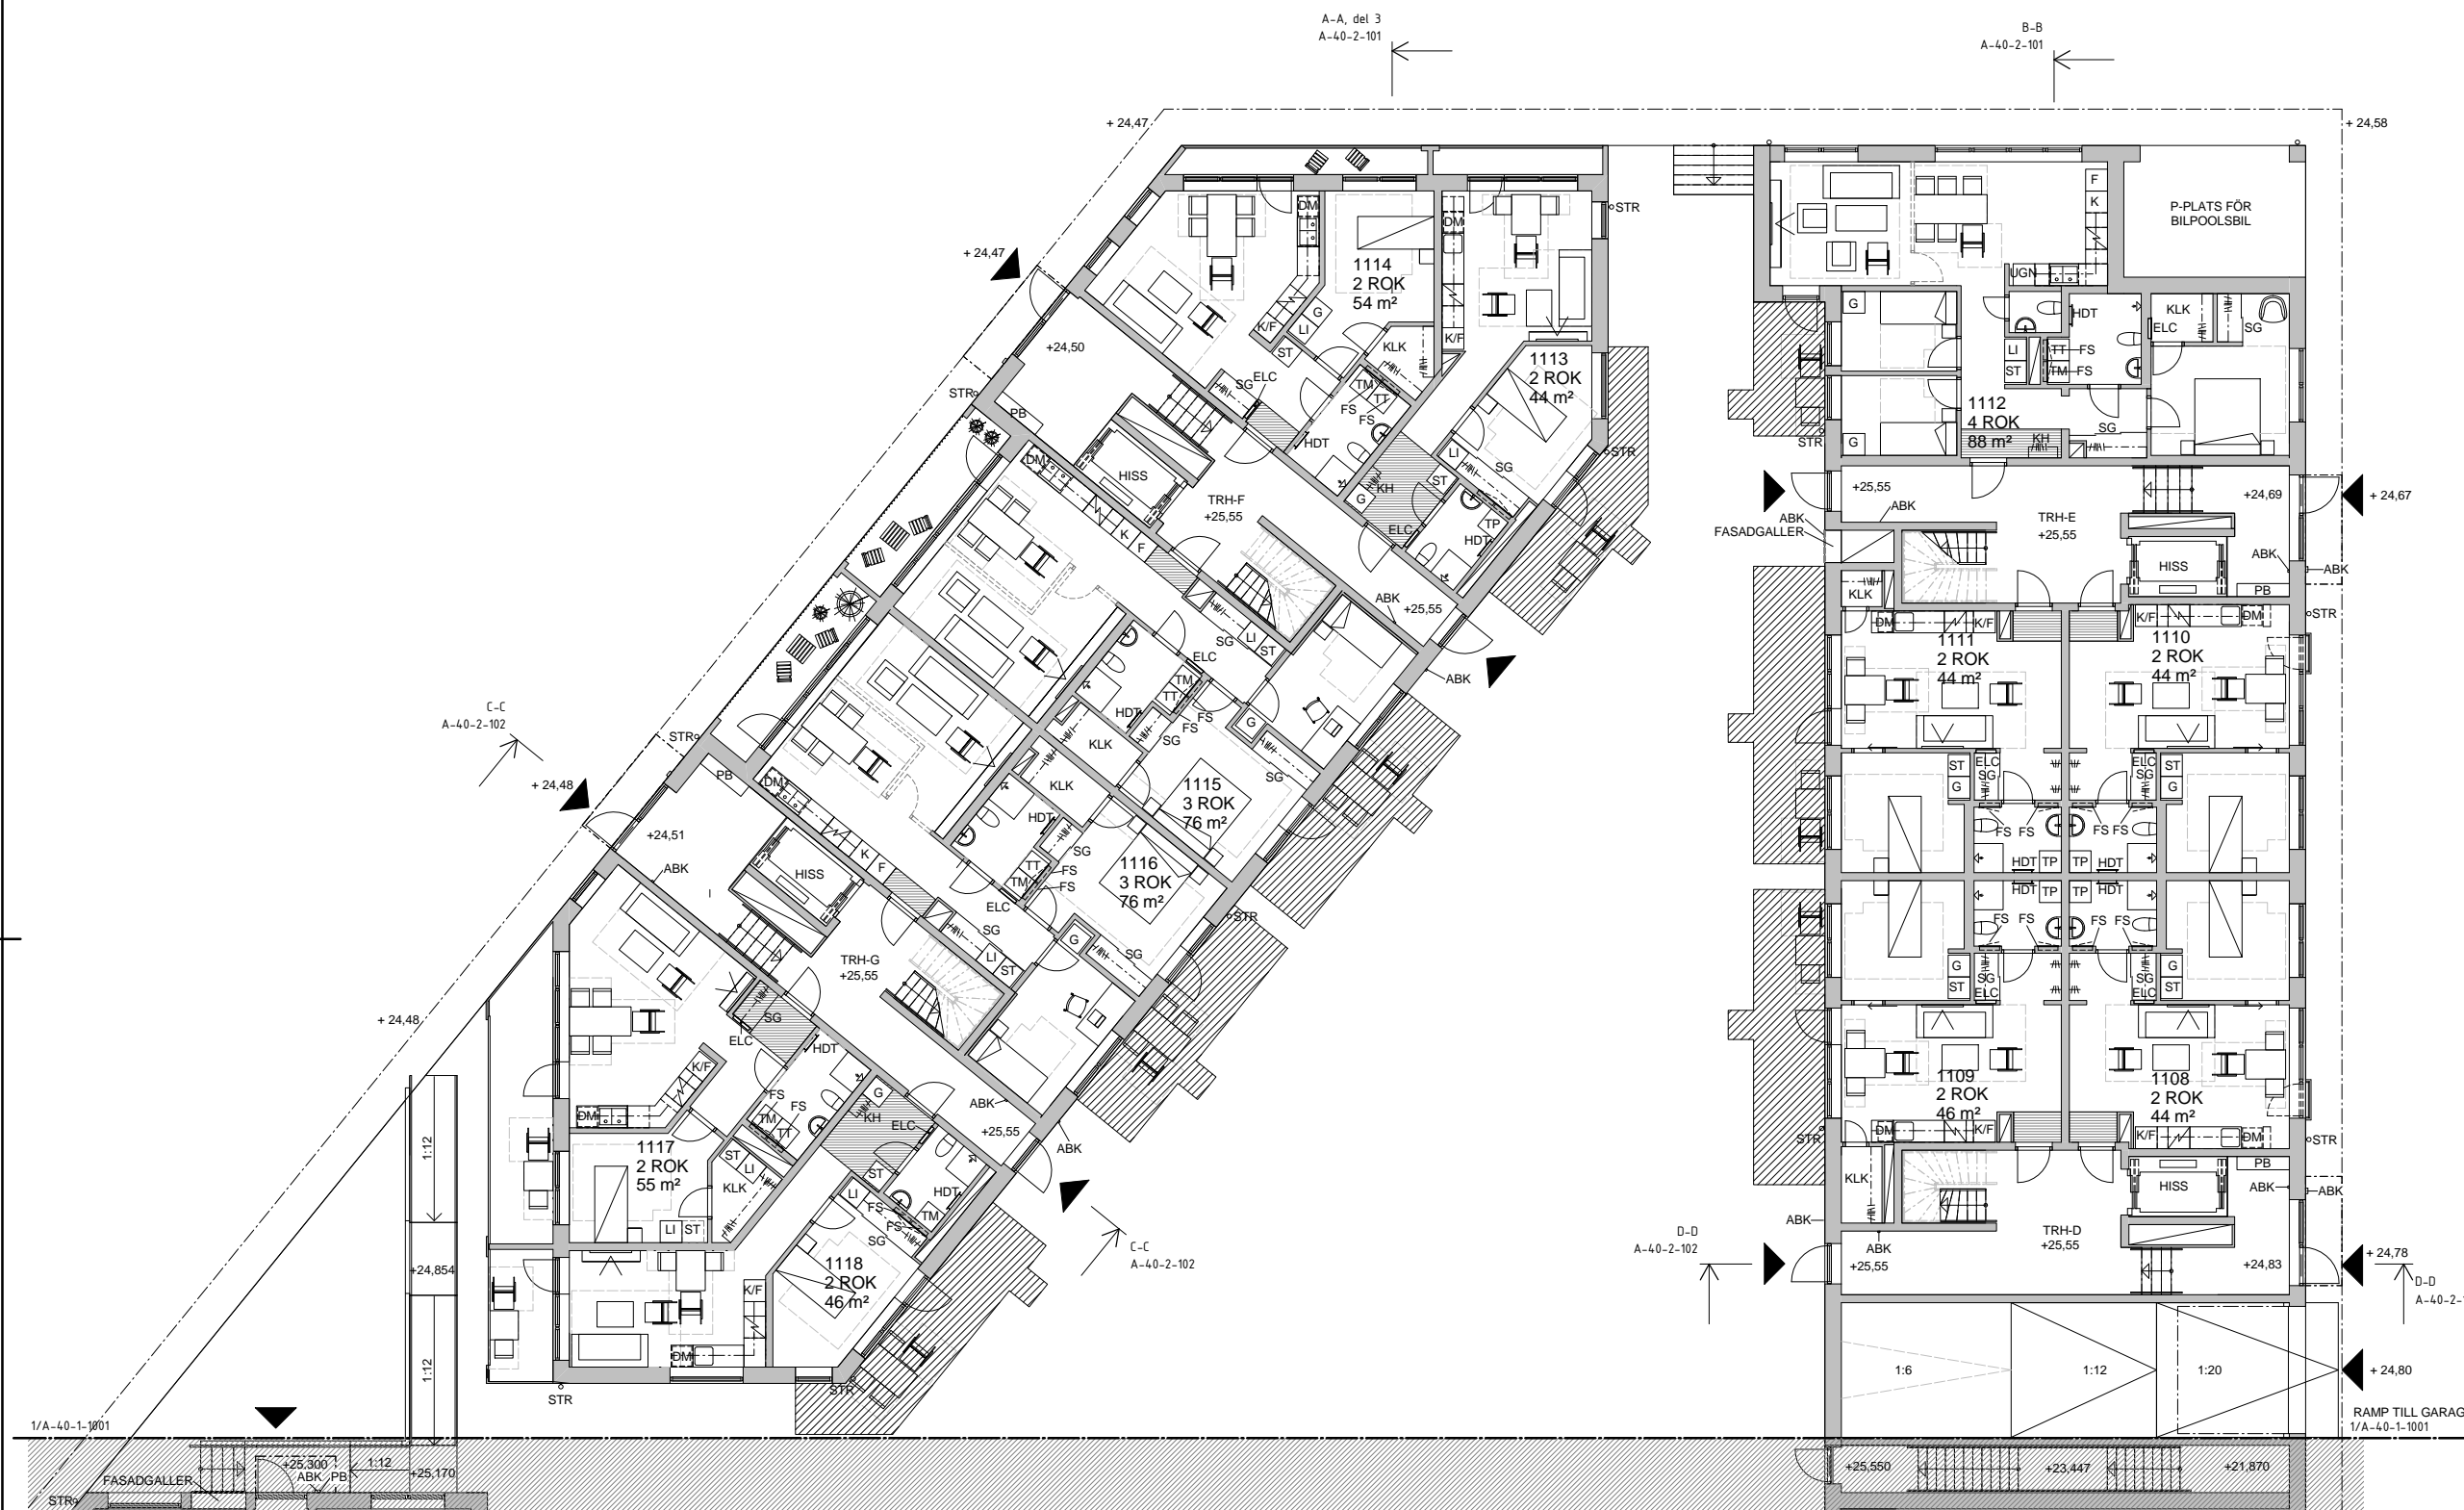 A-A, del 3
A-40-2-101
B-B
A-40-2-101
+ 24,47
+ 24,58
STR
P-PLATS FÖR
BILPOOLSBIL
F
K
UGN
+ 24,47
DM
DM
1114
2 ROK
54 m²
G
LI
K/F
ST
KLK
K/F
1113
2 ROK
44 m²
+24,50
SG
ELC
TM
TT
FS
FS
HDT
STR
PB
HISS
DM
TRH-F
+25,55
K
F
LI
SG
KH
ST
G
ELC
TP
HDT
STR
ABK
+25,55
SG
LI
ST
ELC
TM
TT
HDT
FS
FS
SG
KLK
G
SG
ABK
1115
3 ROK
76 m²
C-C
A-40-2-102
STR
+ 24,48
PB
DM
KLK
HDT
SG
TT
TM
FS
FS
1116
3 ROK
76 m²
+24,51
ABK
HISS
K
F
ELC
SG
LI
ST
G
SG
STR
TRH-G
+25,55
+ 24,48
SG
ELC
HDT
K/F
DM
FS
FS
TM
TT
G
KH
ELC
ABK
+25,55
ABK
1117
2 ROK
55 m²
ST
LI
KLK
LI
ST
ST
LI
HDT
TM
FS
FS
SG
1118
2 ROK
46 m²
K/F
DM
STR
STR
C-C
A-40-2-102
1:12
+24,854
1:12
G
G
HDT
KLK
ELC
SG
LI
ST
TT
FS
TM
FS
1112
4 ROK
88 m²
KH
SG
STR
+25,55
ABK
ABK
FASADGALLER
TRH-E
+25,55
+24,69
+ 24,67
HISS
ABK
ABK
PB
STR
KLK
DM
K/F
K/F
DM
1111
2 ROK
44 m²
1110
2 ROK
44 m²
ST
G
ELC
SG
ELC
SG
ST
G
FS
FS
FS
FS
HDT
TP
TP
HDT
HDT
TP
TP
HDT
FS
FS
FS
FS
G
ST
SG
ELC
SG
ELC
G
ST
1109
2 ROK
46 m²
1108
2 ROK
44 m²
DM
K/F
K/F
DM
STR
STR
KLK
PB
HISS
ABK
ABK
ABK
ABK
TRH-D
+25,55
+25,55
+24,83
+ 24,78
D-D
A-40-2-102
D-D
A-40-2-1
1:6
1:12
1:20
+ 24,80
RAMP TILL GARAG
1/A-40-1-1001
1/A-40-1-1001
FASADGALLER
+25,300
ABK
PB
1:12
+25,170
STR
+25,550
+23,447
+21,870